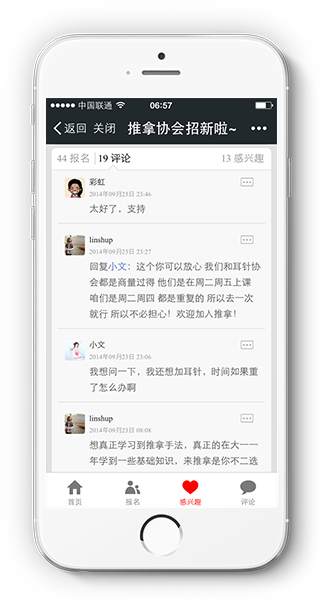 中国联通 06:57
返回 关闭 推拿协会招新啦~
44 报名 19 评论 13 感兴趣
彩虹
2014年09月23日 23:46
太好了，支持
linshup
2014年09月23日 23:27
回复小文：这个你可以放心 我们和耳针协
会都是商量过得 他们是在周二周五上课
咱们是周二周四 都是重复的 所以去一次
就行 所以不必担心！欢迎加入推拿！
小文
2014年09月23日 23:06
我想问一下，我还想加耳针，时间如果重
了怎么办啊
linshup
2014年09月23日 08:08
想真正学习到推拿手法，真正的在大一一
年学到一些基础知识，来推拿是你不二选
首页 报名 感兴趣 评论